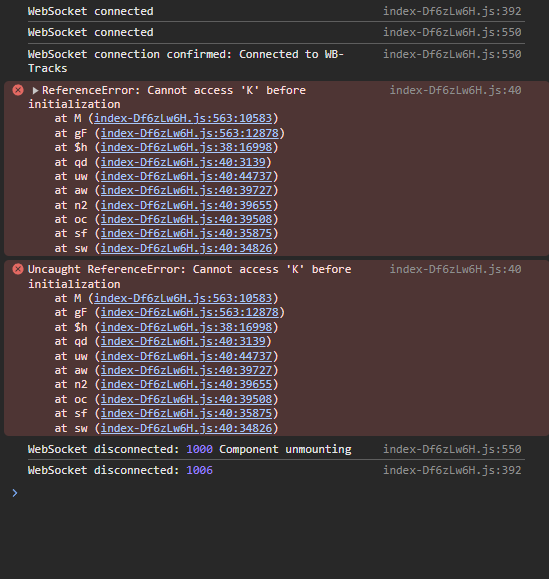 WebSocket connected index-Df6zLw6H.js:392
WebSocket connected index-Df6zLw6H.js:550
WebSocket connection confirmed: Connected to WB- index-Df6zLw6H.js:550
Tracks
ReferenceError: Cannot access 'K' before index-Df6zLw6H.js:40
initialization
at M (index-Df6zLw6H.js:563:10583)
at gF (index-Df6zLw6H.js:563:12878)
at $h (index-Df6zLw6H.js:38:16998)
at qd (index-Df6zLw6H.js:40:3139)
at uw (index-Df6zLw6H.js:40:44737)
at aw (index-Df6zLw6H.js:40:39727)
at n2 (index-Df6zLw6H.js:40:39655)
at oc (index-Df6zLw6H.js:40:39508)
at sf (index-Df6zLw6H.js:40:35875)
at sw (index-Df6zLw6H.js:40:34826)
Uncaught ReferenceError: Cannot access 'K' before index-Df6zLw6H.js:40
initialization
at M (index-Df6zLw6H.js:563:10583)
at gF (index-Df6zLw6H.js:563:12878)
at $h (index-Df6zLw6H.js:38:16998)
at qd (index-Df6zLw6H.js:40:3139)
at uw (index-Df6zLw6H.js:40:44737)
at aw (index-Df6zLw6H.js:40:39727)
at n2 (index-Df6zLw6H.js:40:39655)
at oc (index-Df6zLw6H.js:40:39508)
at sf (index-Df6zLw6H.js:40:35875)
at sw (index-Df6zLw6H.js:40:34826)
WebSocket disconnected: 1000 Component unmounting index-Df6zLw6H.js:550
WebSocket disconnected: 1006 index-Df6zLw6H.js:392